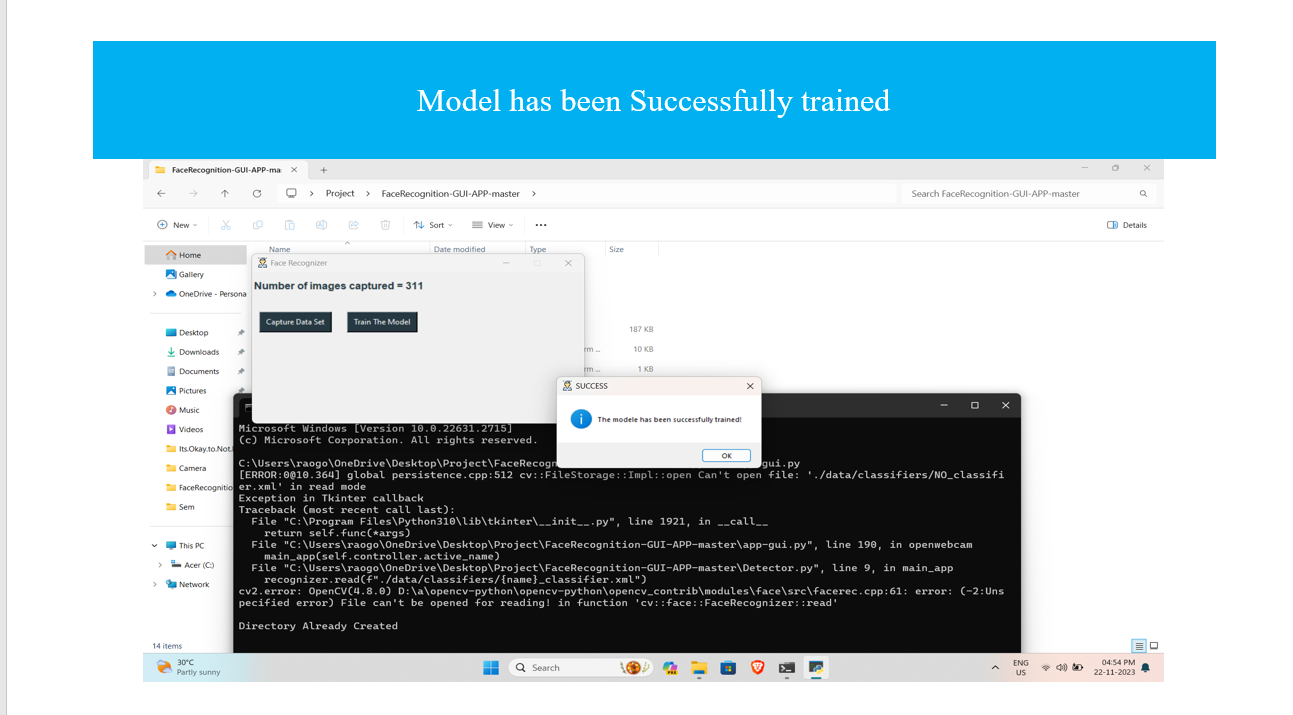 Model has been Successfully trained
FaceRecognition-GUI-APP-ma
Project > FaceRecognition-GUI-APP-master >
Search FaceRecognition-GUI-APP-master
New
Sort
View
Details
Name
Date modified
Type
Size
Home
Gallery
OneDrive - Persona
Desktop
Downloads
Documents
Pictures
Music
Videos
Its.Okay.to.Not.
Camera
FaceRecognitio
Sem
This PC
Acer (C:)
Network
14 items
187 KB
rm ...
10 KB
rm ...
1 KB
Face Recognizer
Number of images captured = 311
Capture Data Set
Train The Model
SUCCESS
The modele has been successfully trained!
OK
Microsoft Windows [Version 10.0.22631.2715]
(c) Microsoft Corporation. All rights reserved.
C:\Users\raogo\OneDrive\Desktop\Project\FaceRecogn
gui.py
[ERROR:0@10.364] global persistence.cpp:512 cv::FileStorage::Impl::open Can't open file: './data/classifiers/NO_classifi
er.xml' in read mode
Exception in Tkinter callback
Traceback (most recent call last):
File "C:\Program Files\Python310\lib\tkinter\__init__.py", line 1921, in __call__
return self.func(*args)
File "C:\Users\raogo\OneDrive\Desktop\Project\FaceRecognition-GUI-APP-master\app-gui.py", line 190, in openwebcam
main_app(self.controller.active_name)
File "C:\Users\raogo\OneDrive\Desktop\Project\FaceRecognition-GUI-APP-master\Detector.py", line 9, in main_app
recognizer.read(f"./data/classifiers/{name}_classifier.xml")
cv2.error: OpenCV(4.8.0) D:\a\opencv-python\opencv-python\opencv_contrib\modules\face\src\facerec.cpp:61: error: (-2:Uns
pecified error) File can't be opened for reading! in function 'cv::face::FaceRecognizer::read'
Directory Already Created
30°C
Partly sunny
Search
ENG
US
04:54 PM
22-11-2023